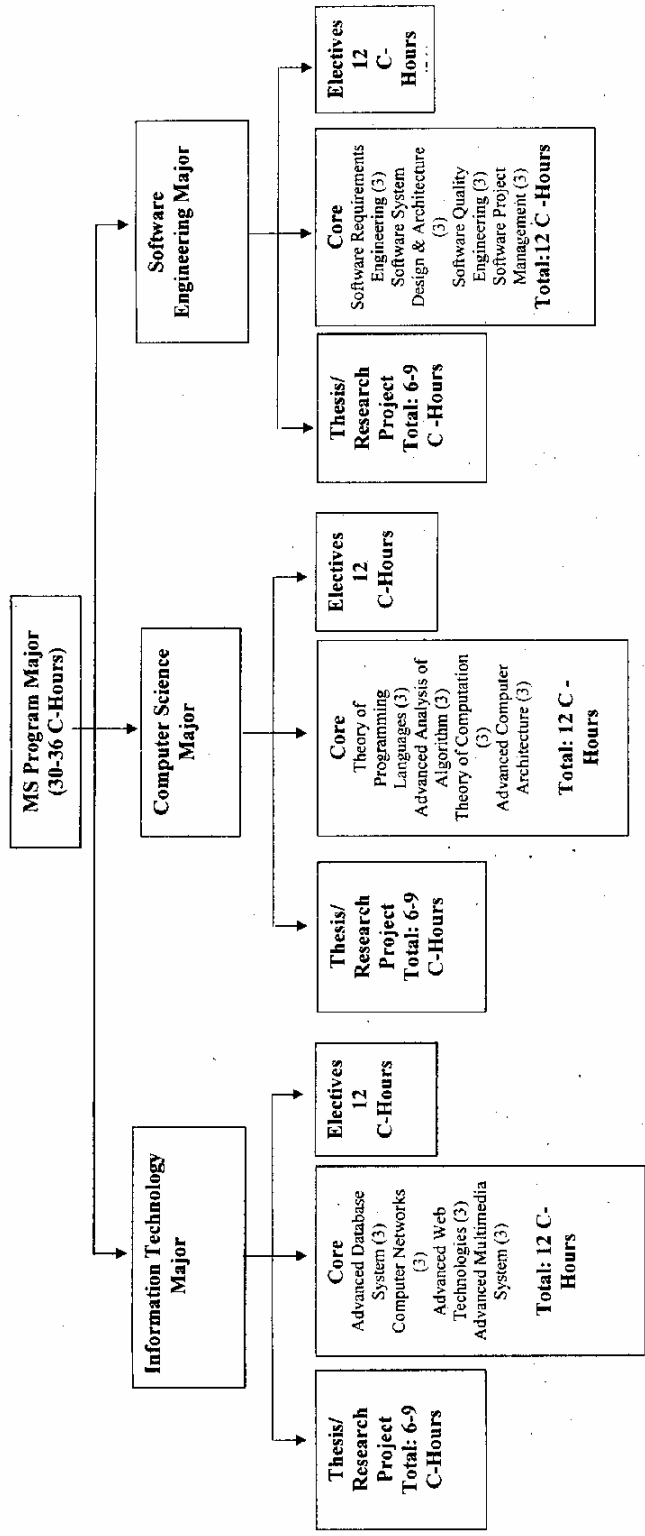 MS Program Major
(30-36 C-Hours)
Information Technology
Major
Computer Science
Major
Software
Engineering Major
Thesis/
Research
Project
Total: 6-9
C-Hours
Core
Advanced Database
System (3)
Computer Networks
(3)
Advanced Web
Technologies (3)
Advanced Multimedia
System (3)
Total: 12 C-
Hours
Electives
12
C-Hours
Thesis/
Research
Project
Total: 6-9
C-Hours
Core
Theory of
Programming
Languages (3)
Advanced Analysis of
Algorithm (3)
Theory of Computation
(3)
Advanced Computer
Architecture (3)
Total: 12 C -
Hours
Electives
12
C-Hours
Thesis/
Research
Project
Total: 6-9
C -Hours
Core
Software Requirements
Engineering (3)
Software System
Design & Architecture
(3)
Software Quality
Engineering (3)
Software Project
Management (3)
Total:12 C -Hours
Electives
12
C-
Hours